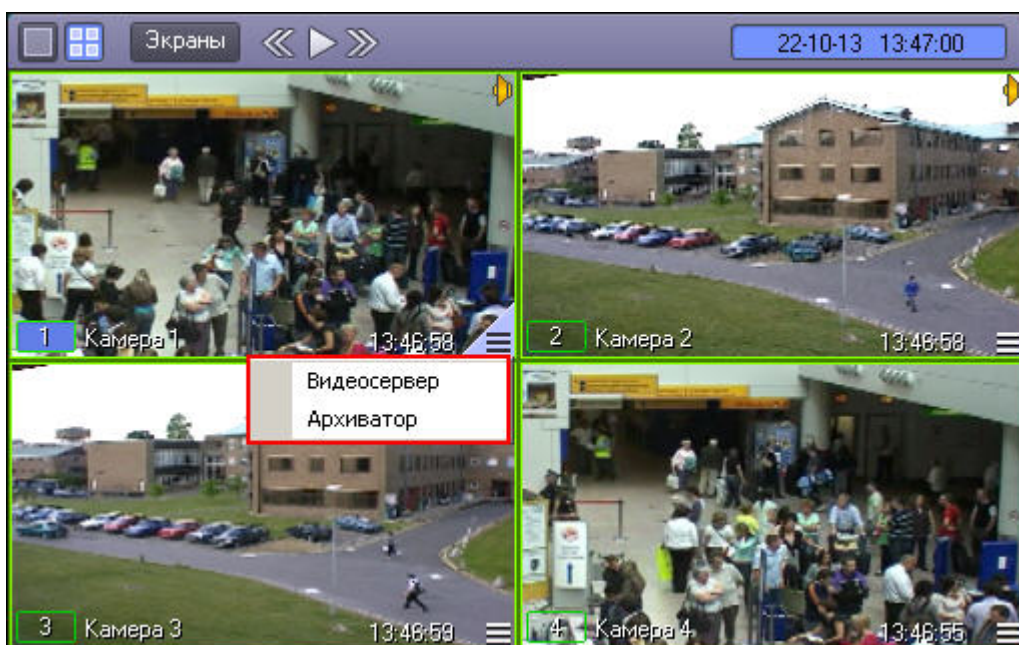 Экраны
22-10-13 13:47:00
1 Камера 1 13:46:58
2 Камера 2 13:46:58
Видеосервер
Архиватор
3 Камера 3 13:46:59
4 Камера 4 13:46:55